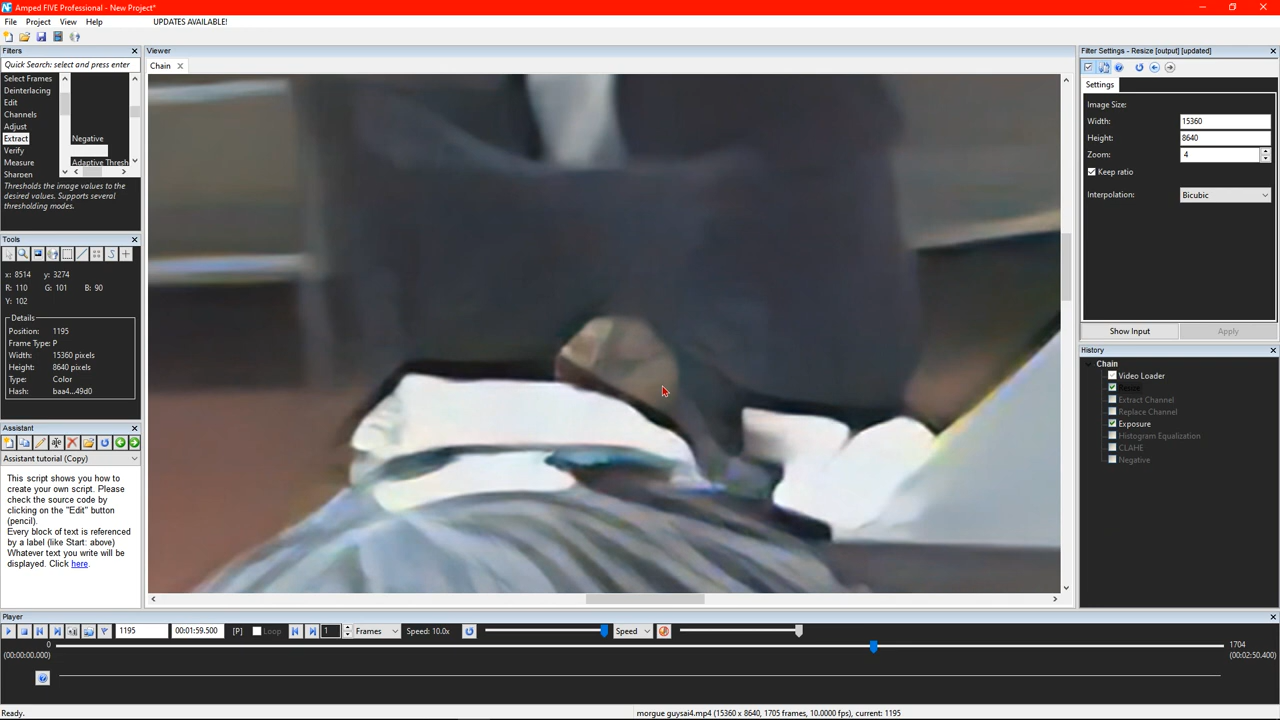 Amped FIVE Professional - New Project*
File Project View Help UPDATES AVAILABLE!
Filters
Quick Search: select and press enter
Select Frames
Deinterlacing
Edit
Channels
Adjust
Extract
Verify
Measure
Sharpen
Negative
Adaptive Thresh
Thresholds the image values to the
desired values. Supports several
thresholding modes.
Tools
x: 8514 y: 3274
R: 110 G: 101 B: 90
Y: 102
Details
Position: 1195
Frame Type: P
Width: 15360 pixels
Height: 8640 pixels
Type: Color
Hash: baa4...49d0
Assistant
Assistant tutorial (Copy)
This script shows you how to
create your own script. Please
check the source code by
clicking on the "Edit" button
(pencil).
Every block of text is referenced
by a label (like Start: above)
Whatever text you write will be
displayed. Click here.
Viewer
Chain
Filter Settings - Resize [output] [updated]
Settings
Image Size:
Width: 15360
Height: 8640
Zoom: 4
Keep ratio
Interpolation: Bicubic
Show Input Apply
History
Chain
Video Loader
Resize
Extract Channel
Replace Channel
Exposure
Histogram Equalization
CLAHE
Negative
Player
1195 00:01:59.500 [P] Loop 1 Frames Speed: 10.0x Speed
0 1704
(00:00:00.000) (00:02:50.400)
Ready. morgue guysai4.mp4 (15360 x 8640, 1705 frames, 10.0000 fps), current: 1195